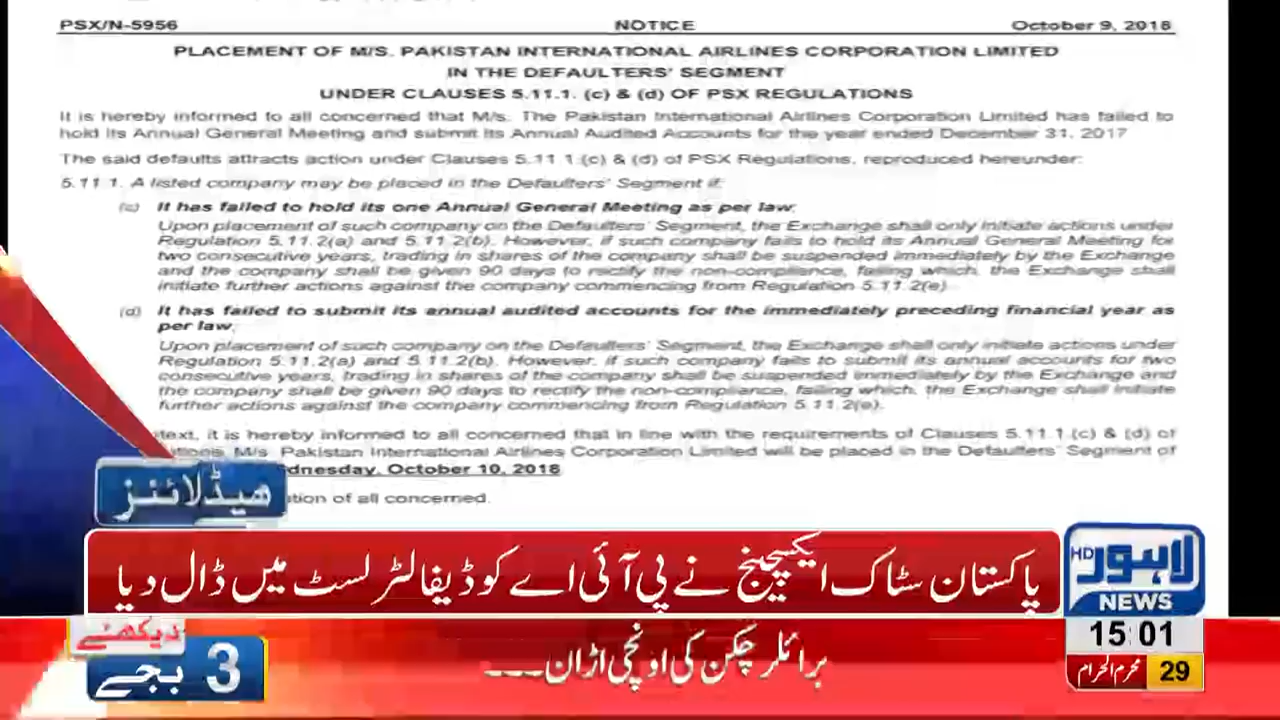 PSX/N-5956 NOTICE October 9, 2018
PLACEMENT OF M/S. PAKISTAN INTERNATIONAL AIRLINES CORPORATION LIMITED
IN THE DEFAULTERS' SEGMENT
UNDER CLAUSES 5.11.1. (c) & (d) OF PSX REGULATIONS
It is hereby informed to all concerned that M/s. The Pakistan International Airlines Corporation Limited has failed to
hold its Annual General Meeting and submit its Annual Audited Accounts for the year ended December 31, 2017
The said defaults attracts action under Clauses 5.11.1.(c) & (d) of PSX Regulations, reproduced hereunder:
5.11.1. A listed company may be placed in the Defaulters' Segment if:
(c) It has failed to hold its one Annual General Meeting as per law;
Upon placement of such company on the Defaulters' Segment, the Exchange shall only initiate actions under
Regulation 5.11.2(a) and 5.11.2(b). However, if such company fails to hold its Annual General Meeting for
two consecutive years, trading in shares of the company shall be suspended immediately by the Exchange
and the company shall be given 90 days to rectify the non-compliance, failing which, the Exchange shall
initiate further actions against the company commencing from Regulation 5.11.2(e).
(d) It has failed to submit its annual audited accounts for the immediately preceding financial year as
per law;
Upon placement of such company on the Defaulters' Segment, the Exchange shall only initiate actions under
Regulation 5.11.2(a) and 5.11.2(b). However, if such company fails to submit its annual accounts for two
consecutive years, trading in shares of the company shall be suspended immediately by the Exchange and
the company shall be given 90 days to rectify the non-compliance, failing which, the Exchange shall initiate
further actions against the company commencing from Regulation 5.11.2(e).
text, it is hereby informed to all concerned that in line with the requirements of Clauses 5.11.1.(c) & (d) of
M/s. Pakistan International Airlines Corporation Limited will be placed in the Defaulters' Segment of
dnesday, October 10, 2018
tion of all concerned.
ہیڈلائنز
پاکستان سٹاک ایکسچینج نے پی آئی اے کو ڈیفالٹر لسٹ میں ڈال دیا
لاہور HD
NEWS
15:01
29 محرم الحرام
دیکھئے
3 بجے
برائلر چکن کی اونچی اڑان۔۔۔